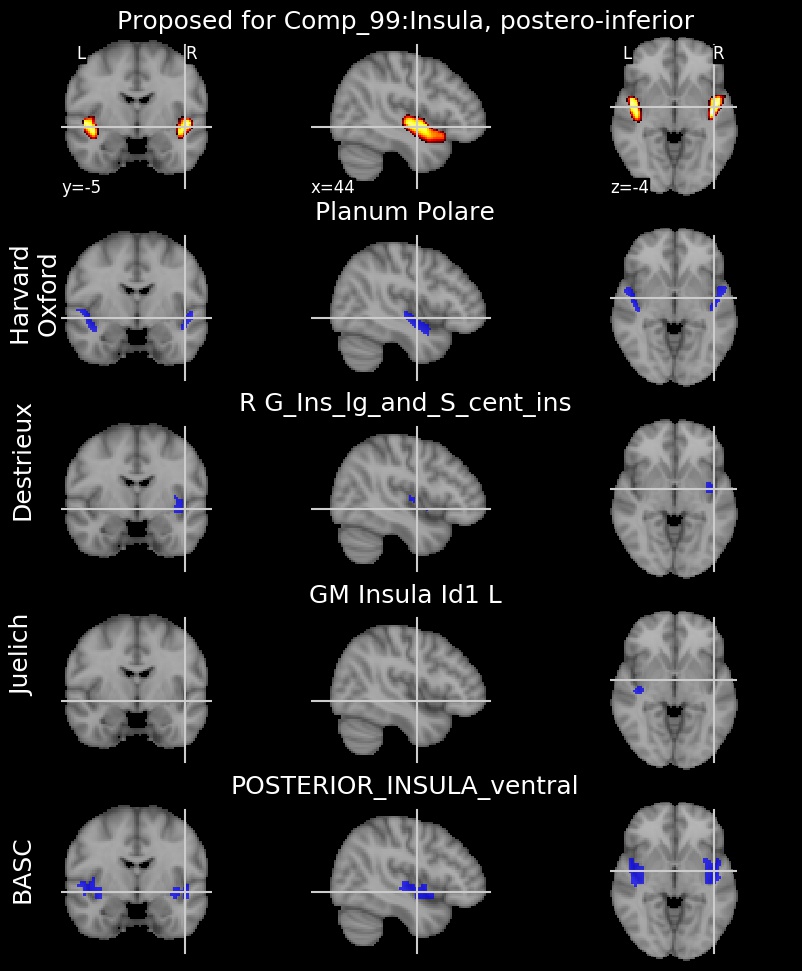 Proposed for Comp_99:Insula, postero-inferior
L R
L R
y=-5 x=44 z=-4
Planum Polare
Harvard
Oxford
R G_Ins_lg_and_S_cent_ins
Destrieux
GM Insula Id1 L
Juelich
POSTERIOR_INSULA_ventral
BASC